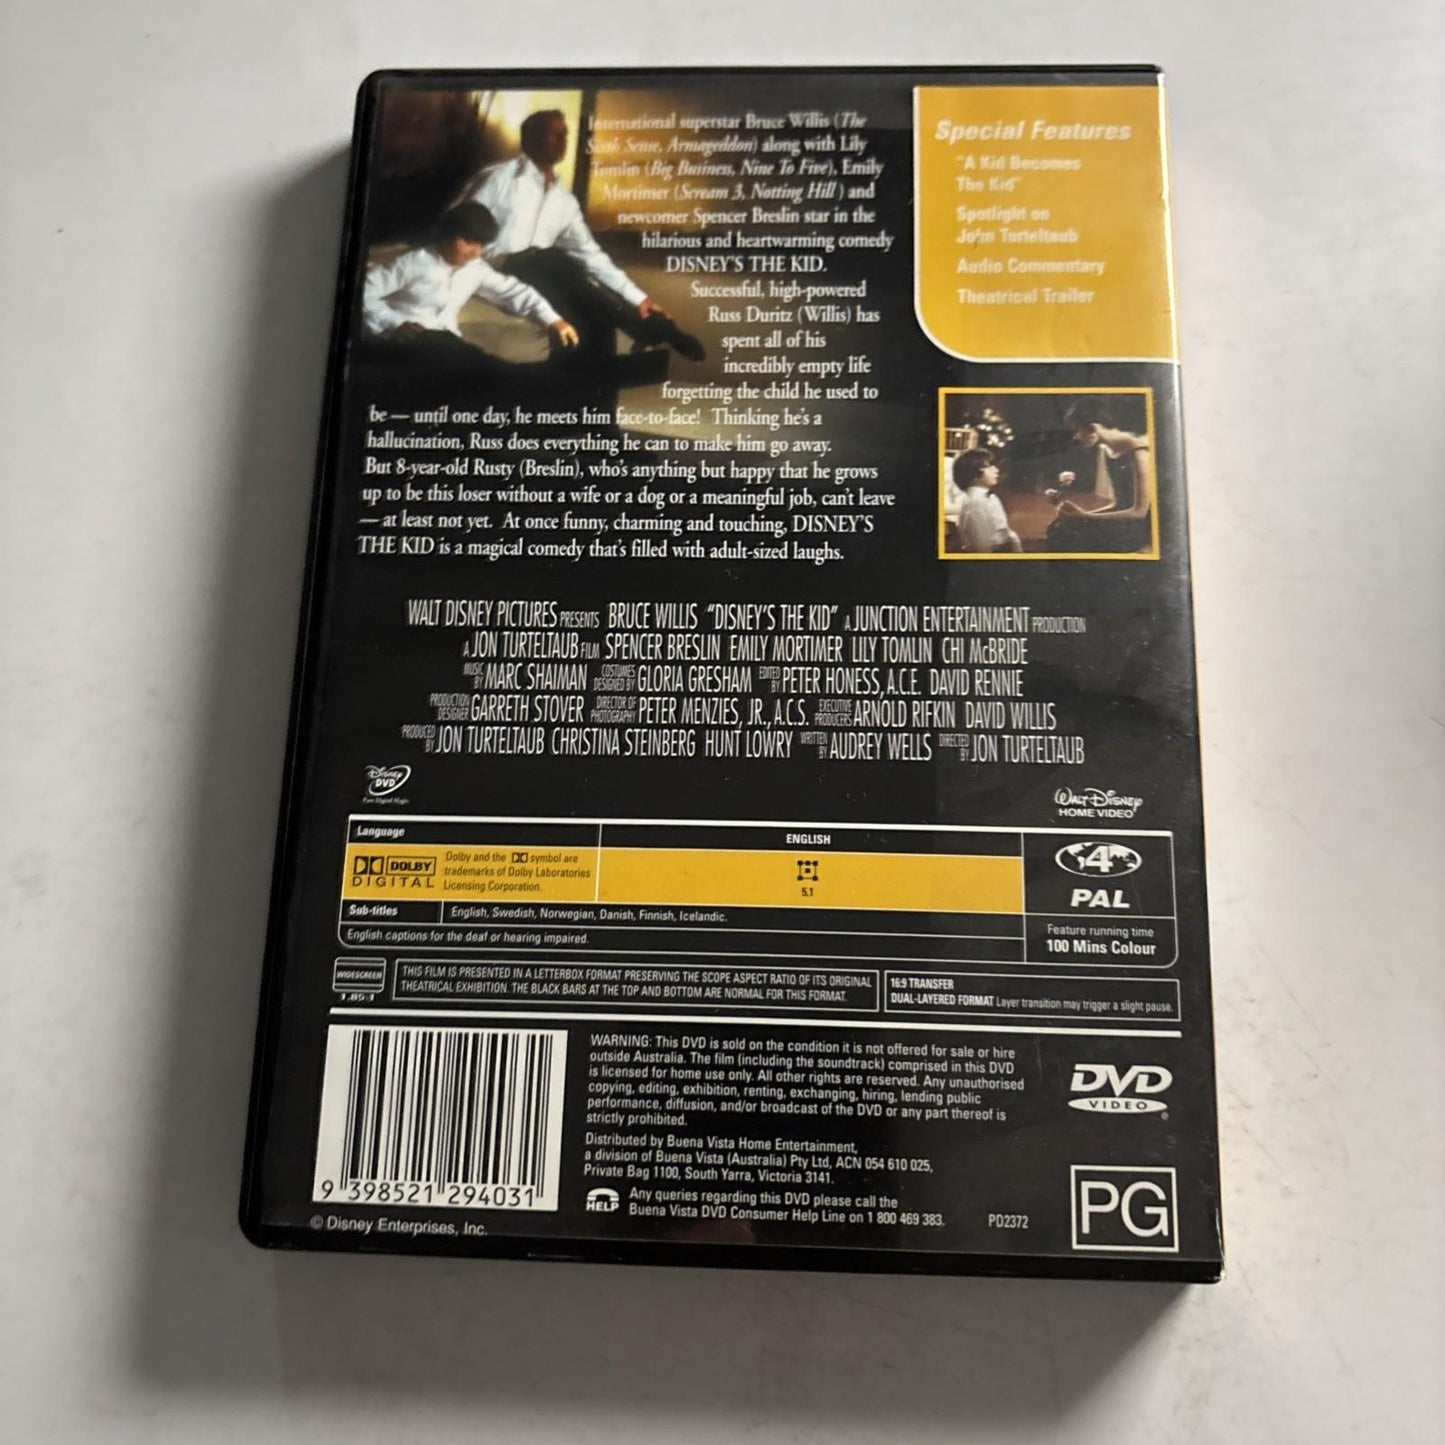 International superstar Bruce Willis (The
Sixth Sense, Armageddon) along with Lily
Tomlin (Big Business, Nine To Five), Emily
Mortimer (Scream 3, Notting Hill) and
newcomer Spencer Breslin star in the
hilarious and heartwarming comedy
DISNEY'S THE KID.
Successful, high-powered
Russ Duritz (Willis) has
spent all of his
incredibly empty life
forgetting the child he used to
be — until one day, he meets him face-to-face! Thinking he's a
hallucination, Russ does everything he can to make him go away.
But 8-year-old Rusty (Breslin), who's anything but happy that he grows
up to be this loser without a wife or a dog or a meaningful job, can't leave
— at least not yet. At once funny, charming and touching, DISNEY'S
THE KID is a magical comedy that's filled with adult-sized laughs.
Special Features
"A Kid Becomes
The Kid"
Spotlight on
John Turteltaub
Audio Commentary
Theatrical Trailer
WALT DISNEY PICTURES PRESENTS BRUCE WILLIS "DISNEY'S THE KID" A JUNCTION ENTERTAINMENT PRODUCTION
A JON TURTELTAUB FILM SPENCER BRESLIN EMILY MORTIMER LILY TOMLIN CHI McBRIDE
MUSIC BY MARC SHAIMAN COSTUMES DESIGNED BY GLORIA GRESHAM EDITED BY PETER HONESS, A.C.E. DAVID RENNIE
PRODUCTION DESIGNER GARRETH STOVER DIRECTOR OF PHOTOGRAPHY PETER MENZIES, JR., A.C.S. EXECUTIVE PRODUCERS ARNOLD RIFKIN DAVID WILLIS
PRODUCED BY JON TURTELTAUB CHRISTINA STEINBERG HUNT LOWRY WRITTEN BY AUDREY WELLS DIRECTED BY JON TURTELTAUB
Disney
DVD
Pure Digital Magic
WALT DISNEY
HOME VIDEO
Language
ENGLISH
DOLBY
DIGITAL
Dolby and the DD symbol are
trademarks of Dolby Laboratories
Licensing Corporation.
5.1
4
PAL
Sub-titles
English, Swedish, Norwegian, Danish, Finnish, Icelandic.
English captions for the deaf or hearing impaired.
Feature running time
100 Mins Colour
WIDESCREEN
1.85:1
THIS FILM IS PRESENTED IN A LETTERBOX FORMAT PRESERVING THE SCOPE ASPECT RATIO OF ITS ORIGINAL
THEATRICAL EXHIBITION. THE BLACK BARS AT THE TOP AND BOTTOM ARE NORMAL FOR THIS FORMAT.
16:9 TRANSFER
DUAL-LAYERED FORMAT Layer transition may trigger a slight pause.
WARNING: This DVD is sold on the condition it is not offered for sale or hire
outside Australia. The film (including the soundtrack) comprised in this DVD
is licensed for home use only. All other rights are reserved. Any unauthorised
copying, editing, exhibition, renting, exchanging, hiring, lending public
performance, diffusion, and/or broadcast of the DVD or any part thereof is
strictly prohibited.
Distributed by Buena Vista Home Entertainment,
a division of Buena Vista (Australia) Pty Ltd, ACN 054 610 025,
Private Bag 1100, South Yarra, Victoria 3141.
HELP
Any queries regarding this DVD please call the
Buena Vista DVD Consumer Help Line on 1 800 469 383.
PD2372
DVD
VIDEO
PG
9 398521 294031
© Disney Enterprises, Inc.